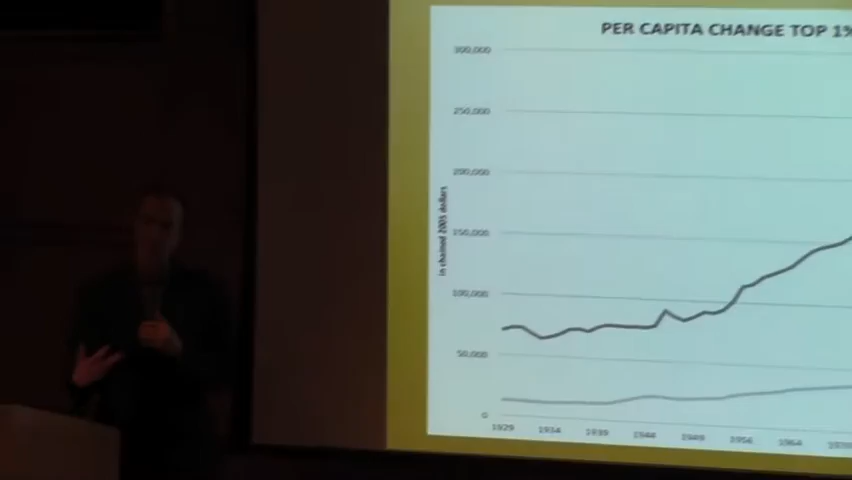 PER CAPITA CHANGE TOP 1%
300,000
250,000
200,000
150,000
100,000
50,000
0
in chained 2005 dollars
1929 1934 1939 1944 1949 1956 1964